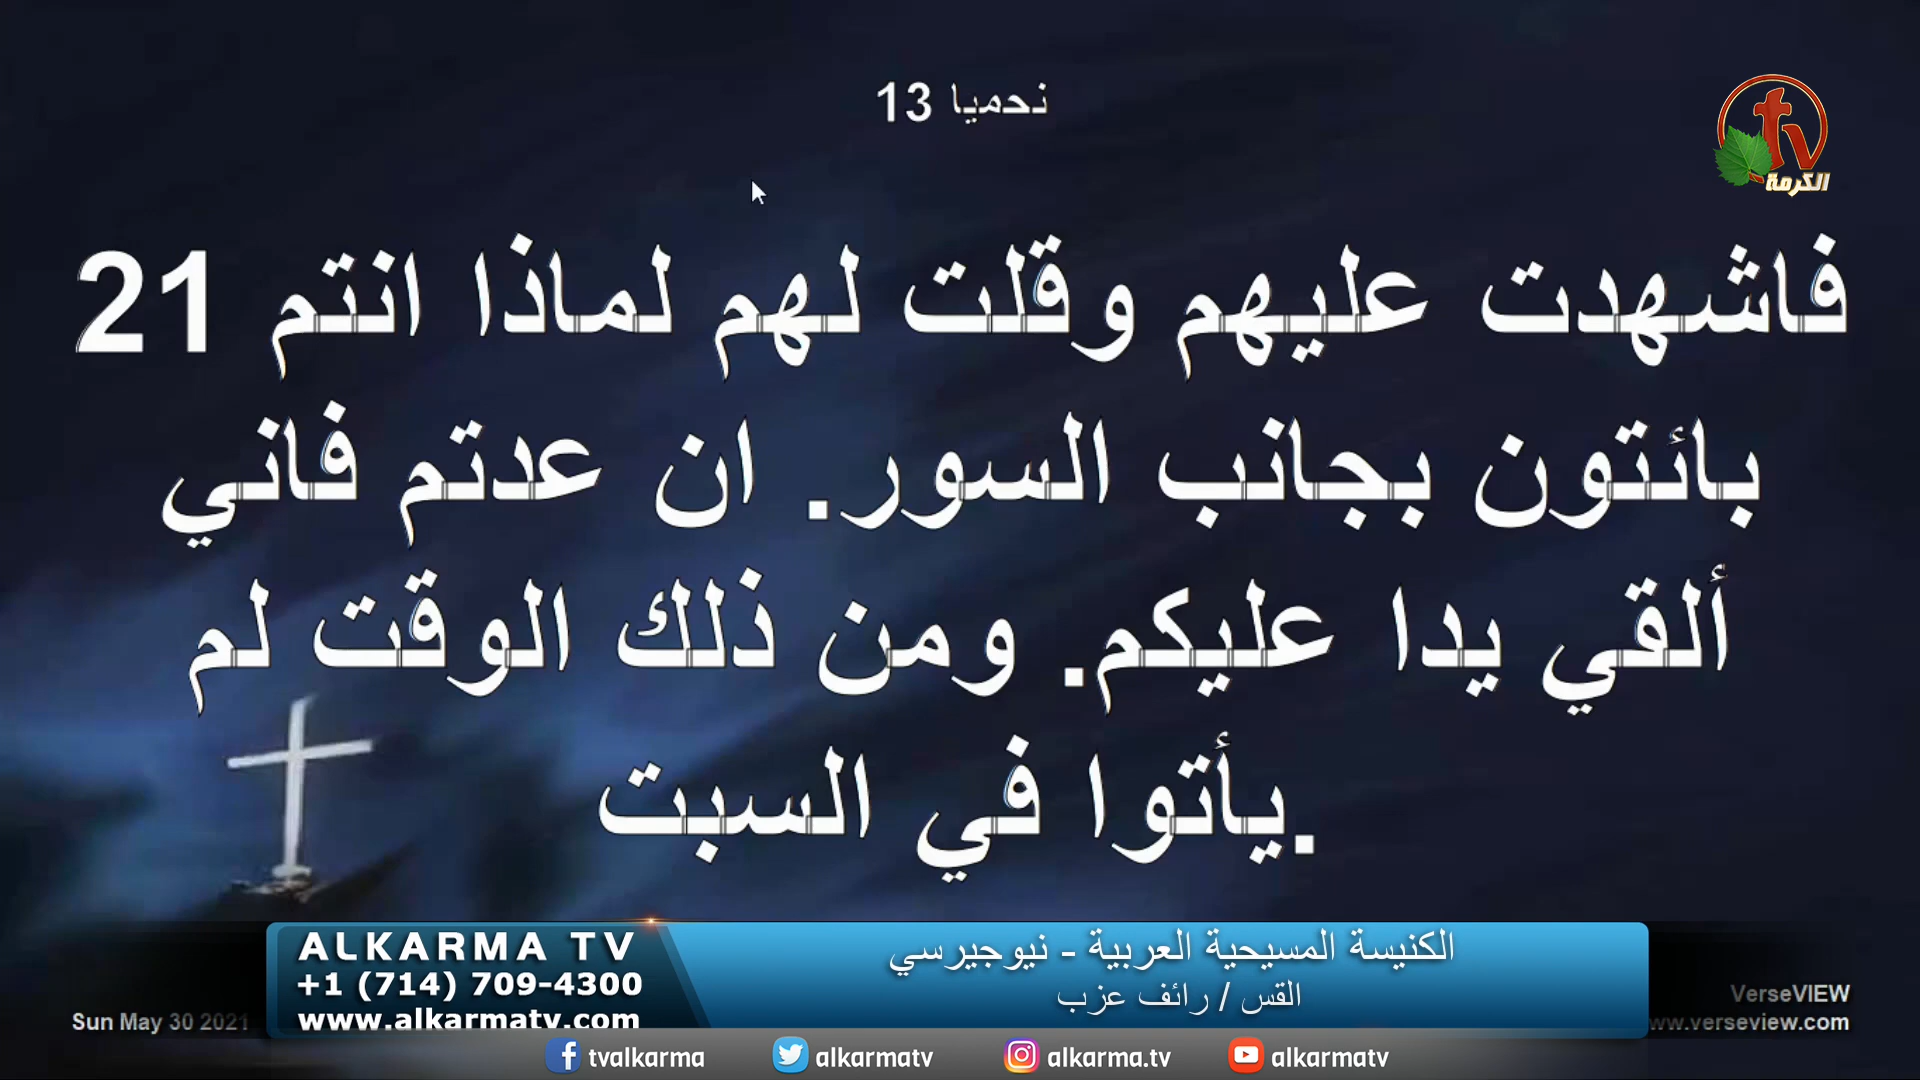 نحميا 13
tv
الكرمة
21 فاشهدت عليهم وقلت لهم لماذا انتم
بائتون بجانب السور. ان عدتم فاني
ألقي يدا عليكم. ومن ذلك الوقت لم
يأتوا في السبت.
ALKARMA TV
+1 (714) 709-4300
www.alkarmatv.com
الكنيسة المسيحية العربية - نيوجيرسي
القس / رائف عزب
Sun May 30 2021
VerseVIEW
ww.verseview.com
tvalkarma
alkarmatv
alkarma.tv
alkarmatv